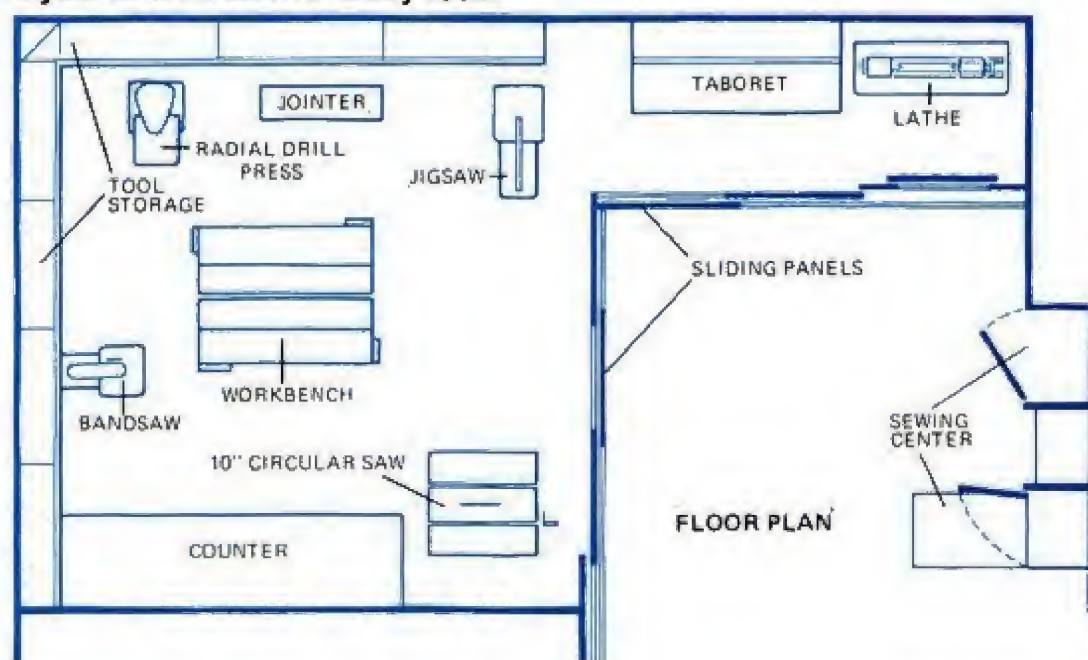 TABORET
LATHE
JOINTER
RADIAL DRILL
PRESS
JIGSAW
TOOL
STORAGE
SLIDING PANELS
WORKBENCH
BANDSAW
SEWING
CENTER
10" CIRCULAR SAW
FLOOR PLAN
COUNTER